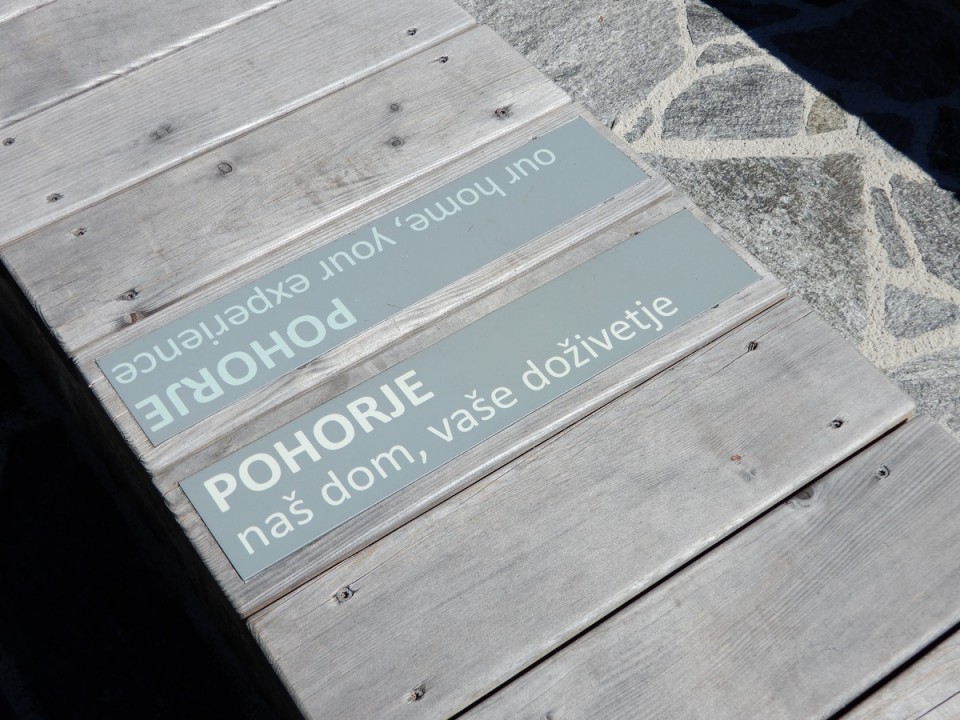 POHORJE
our home, your experience
POHORJE
naš dom, vaše doživetje